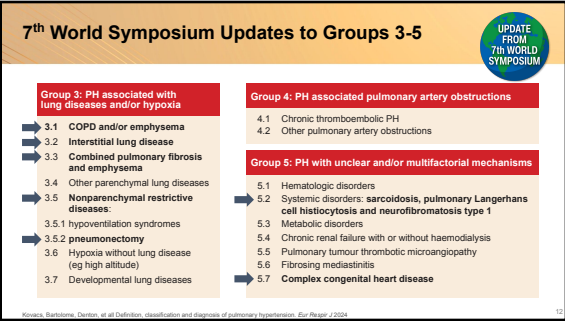 7th World Symposium Updates to Groups 3-5
UPDATE
FROM
7th WORLD
SYMPOSIUM
Group 3: PH associated with
lung diseases and/or hypoxia
3.1 COPD and/or emphysema
3.2 Interstitial lung disease
3.3 Combined pulmonary fibrosis
and emphysema
3.4 Other parenchymal lung diseases
3.5 Nonparenchymal restrictive
diseases:
3.5.1 hypoventilation syndromes
3.5.2 pneumonectomy
3.6 Hypoxia without lung disease
(eg high altitude)
3.7 Developmental lung diseases
Group 4: PH associated pulmonary artery obstructions
4.1 Chronic thromboembolic PH
4.2 Other pulmonary artery obstructions
Group 5: PH with unclear and/or multifactorial mechanisms
5.1 Hematologic disorders
5.2 Systemic disorders: sarcoidosis, pulmonary Langerhans
cell histiocytosis and neurofibromatosis type 1
5.3 Metabolic disorders
5.4 Chronic renal failure with or without haemodialysis
5.5 Pulmonary tumour thrombotic microangiopathy
5.6 Fibrosing mediastinitis
5.7 Complex congenital heart disease
Kovacs, Bartolome, Denton, et all Definition, classification and diagnosis of pulmonary hypertension. Eur Respir J 2024
12